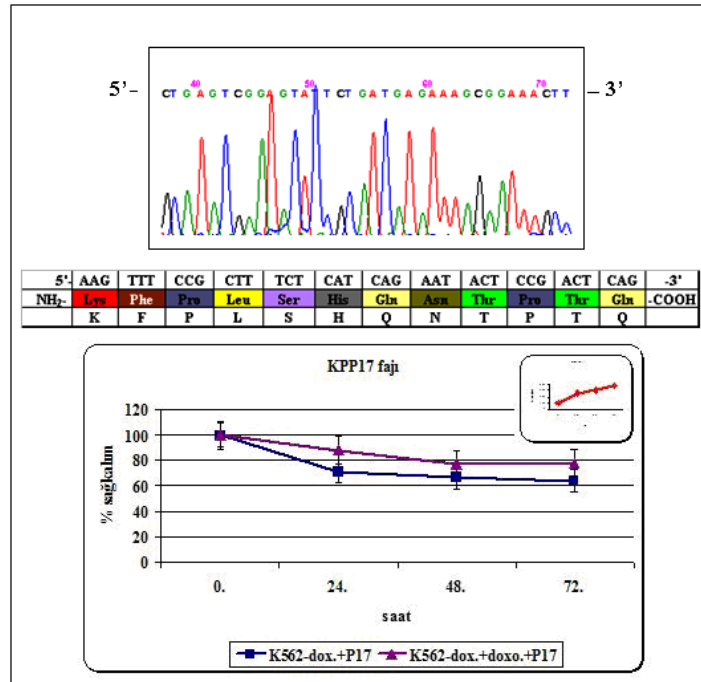 40 50 60 70
5’- CTGAGTCGGAGTATTCTGATGAGAAAGCGGAAACTT – 3’
5'- AAG TTT CCG CTT TCT CAT CAG AAT ACT CCG ACT CAG -3'
NH2- Lys Phe Pro Leu Ser His Gln Asn Thr Pro Thr Gln -COOH
K F P L S H Q N T P T Q
KPP17 fajı
120
100
80
60
40
20
0
% sağkalım
0. 24. 48. 72.
saat
K562-dox.+P17 K562-dox.+doxo.+P17